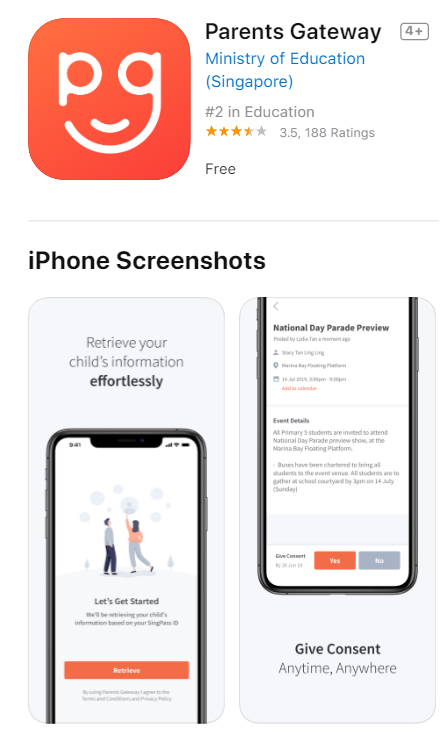 Parents Gateway 4+
Ministry of Education
(Singapore)
#2 in Education
3.5, 188 Ratings
Free
iPhone Screenshots
Retrieve your
child's information
effortlessly
9:41
Let's Get Started
We'll be retrieving your child's
information based on your SingPass ID
Retrieve
By using Parents Gateway I agree to the
Terms and Conditions and Privacy Policy
National Day Parade Preview
Posted by Lydia Tan a moment ago
Stacy Tan Ling Ling
Marina Bay Floating Platform
14 Jul 2019, 3:00pm - 9:00pm
Add to calendar
Event Details
All Primary 5 students are invited to attend
National Day Parade preview show, at the
Marina Bay Floating Platform.
- Buses have been chartered to bring all
students to the event venue. All students are to
gather at school courtyard by 3pm on 14 July
(Sunday)
Give Consent
By 30 Jun 19
Yes
No
Give Consent
Anytime, Anywhere